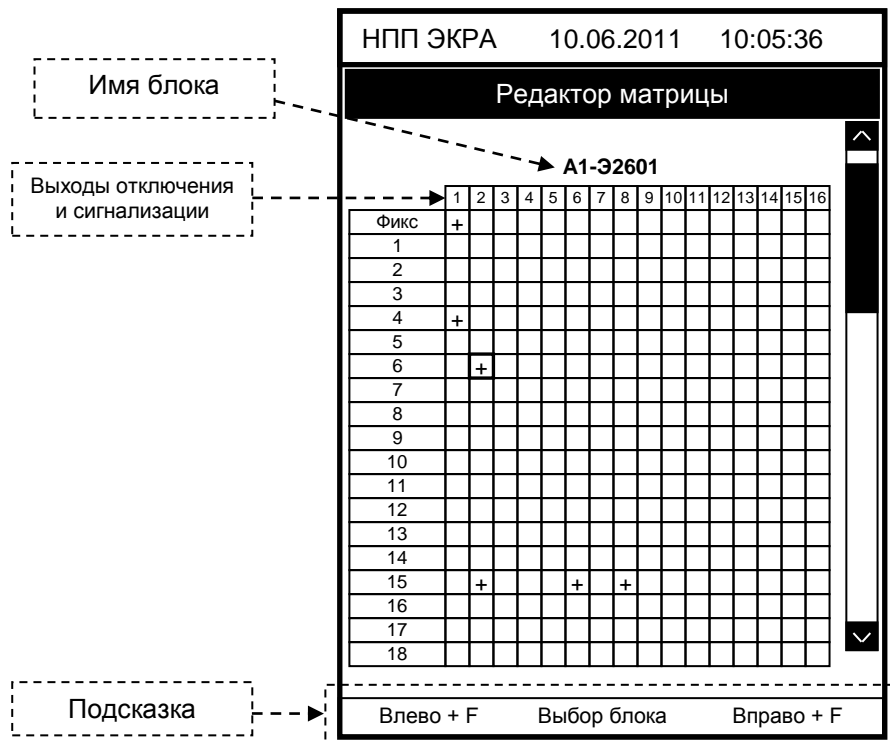 НПП ЭКРА 10.06.2011 10:05:36
Имя блока
Редактор матрицы
А1-Э2601
Выходы отключения
и сигнализации
1 2 3 4 5 6 7 8 9 10 11 12 13 14 15 16
Фикс +
1
2
3
4 +
5
6 +
7
8
9
10
11
12
13
14
15 + + +
16
17
18
Подсказка
Влево + F Выбор блока Вправо + F